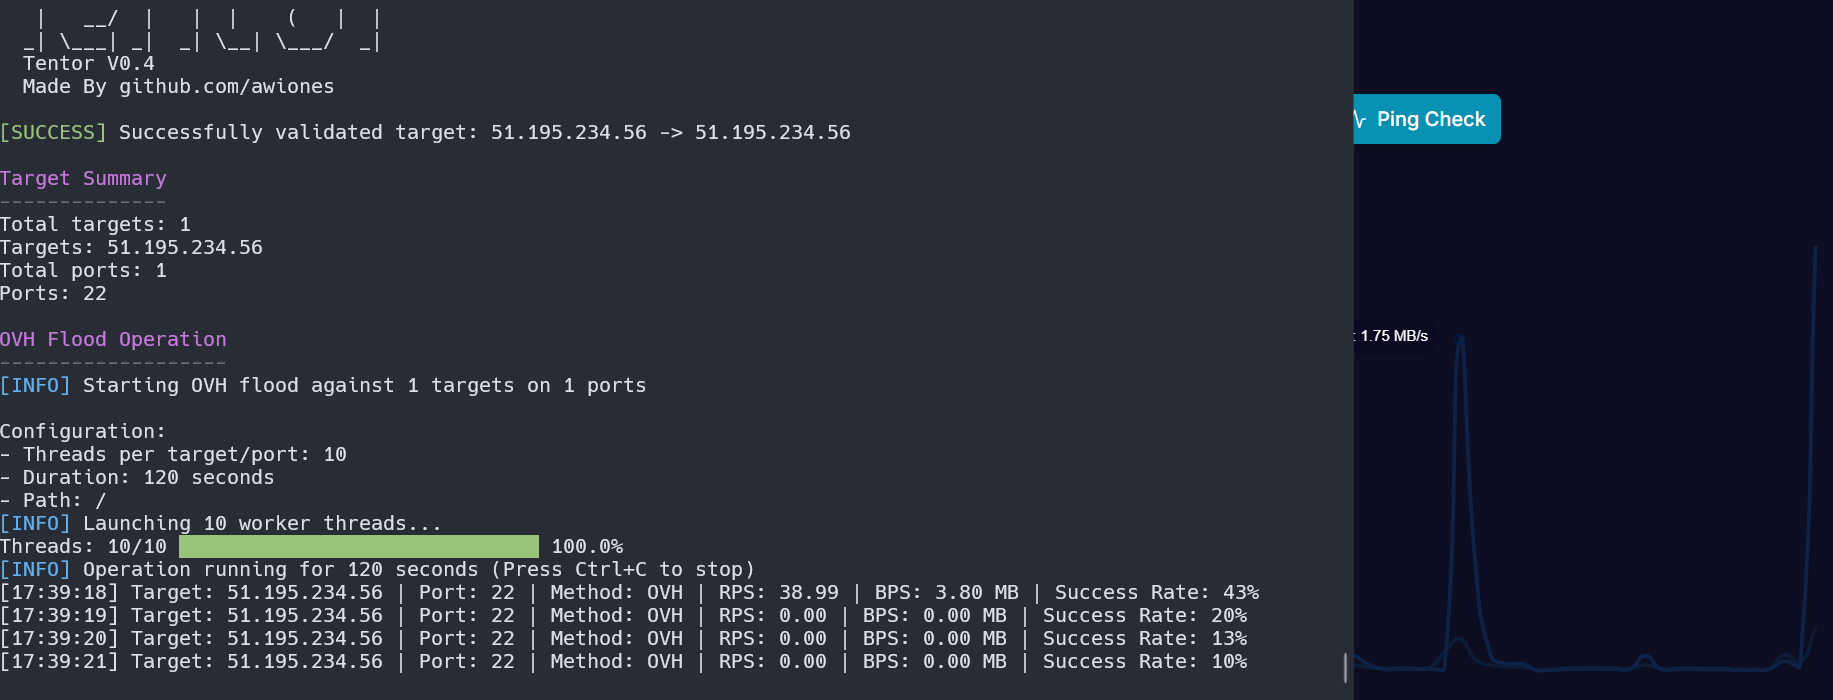 Tentor V0.4
Made By github.com/awiones
[SUCCESS] Successfully validated target: 51.195.234.56 -> 51.195.234.56
Target Summary
--------------
Total targets: 1
Targets: 51.195.234.56
Total ports: 1
Ports: 22
OVH Flood Operation
-------------------
[INFO] Starting OVH flood against 1 targets on 1 ports
Configuration:
- Threads per target/port: 10
- Duration: 120 seconds
- Path: /
[INFO] Launching 10 worker threads...
Threads: 10/10 100.0%
[INFO] Operation running for 120 seconds (Press Ctrl+C to stop)
[17:39:18] Target: 51.195.234.56 | Port: 22 | Method: OVH | RPS: 38.99 | BPS: 3.80 MB | Success Rate: 43%
[17:39:19] Target: 51.195.234.56 | Port: 22 | Method: OVH | RPS: 0.00 | BPS: 0.00 MB | Success Rate: 20%
[17:39:20] Target: 51.195.234.56 | Port: 22 | Method: OVH | RPS: 0.00 | BPS: 0.00 MB | Success Rate: 13%
[17:39:21] Target: 51.195.234.56 | Port: 22 | Method: OVH | RPS: 0.00 | BPS: 0.00 MB | Success Rate: 10%
Ping Check
: 1.75 MB/s